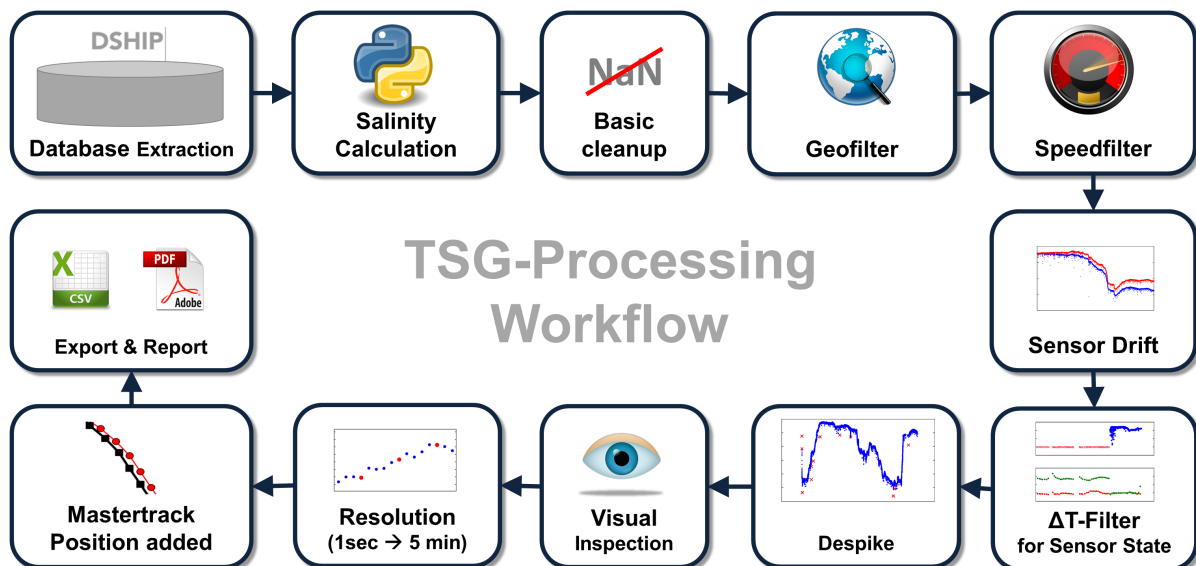 DSHIP
Database Extraction
Salinity
Calculation
NaN
Basic
cleanup
Geofilter
Speedfilter
TSG-Processing
Workflow
Sensor Drift
ΔT-Filter
for Sensor State
Despike
Visual
Inspection
Resolution
(1sec → 5 min)
Mastertrack
Position added
X
CSV
PDF
Adobe
Export & Report